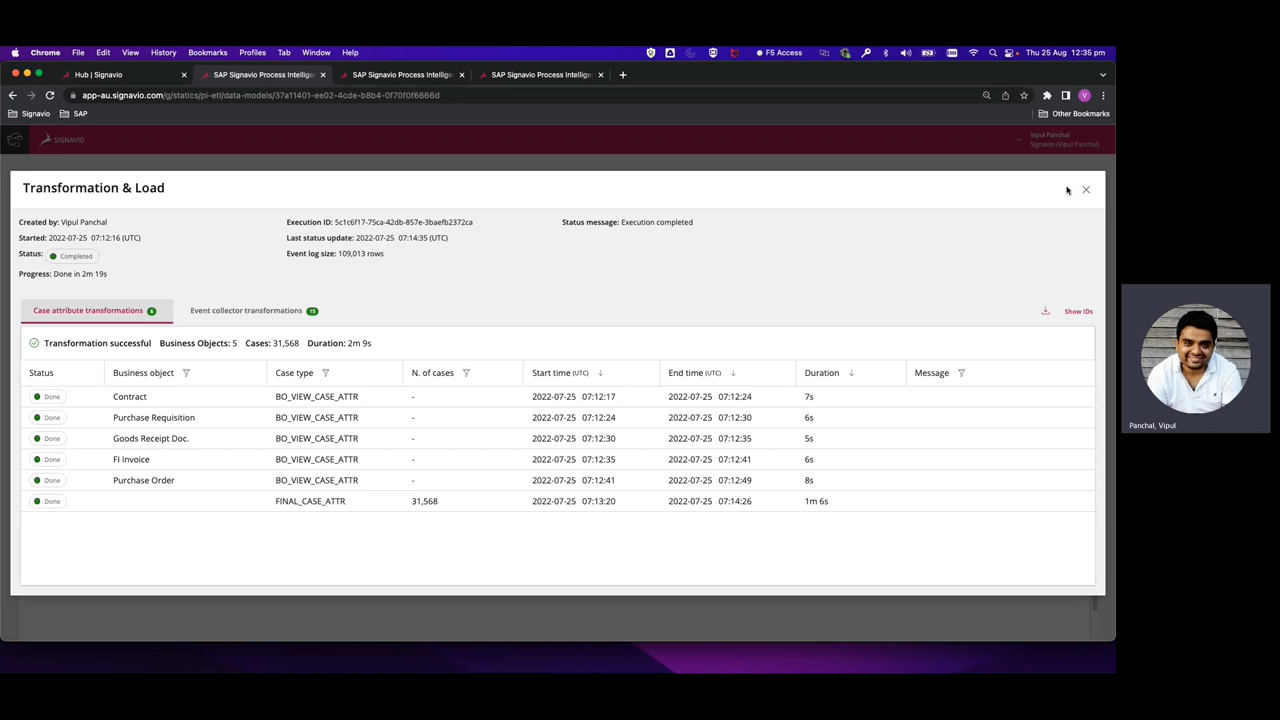 Chrome File Edit View History Bookmarks Profiles Tab Window Help F5 Access Thu 25 Aug 12:35 pm
Hub | Signavio SAP Signavio Process Intellige SAP Signavio Process Intellige SAP Signavio Process Intellige
app-au.signavio.com/g/statics/pi-etl/data-models/37a11401-ee02-4cde-b8b4-0f70f0f6666d
Signavio SAP Other Bookmarks
SIGNAVIO
Vipul Panchal
Signavio (Vipul Panchal)
Transformation & Load
Created by: Vipul Panchal Execution ID: 5c1c6f17-75ca-42db-857e-3baefb2372ca Status message: Execution completed
Started: 2022-07-25 07:12:16 (UTC) Last status update: 2022-07-25 07:14:35 (UTC)
Status: Completed Event log size: 109,013 rows
Progress: Done in 2m 19s
Case attribute transformations 6 Event collector transformations 15 Show IDs
Transformation successful Business Objects: 5 Cases: 31,568 Duration: 2m 9s
Status Business object Case type N. of cases Start time (UTC) End time (UTC) Duration Message
Done Contract BO_VIEW_CASE_ATTR - 2022-07-25 07:12:17 2022-07-25 07:12:24 7s
Done Purchase Requisition BO_VIEW_CASE_ATTR - 2022-07-25 07:12:24 2022-07-25 07:12:30 6s
Done Goods Receipt Doc. BO_VIEW_CASE_ATTR - 2022-07-25 07:12:30 2022-07-25 07:12:35 5s
Done FI Invoice BO_VIEW_CASE_ATTR - 2022-07-25 07:12:35 2022-07-25 07:12:41 6s
Done Purchase Order BO_VIEW_CASE_ATTR - 2022-07-25 07:12:41 2022-07-25 07:12:49 8s
Done FINAL_CASE_ATTR 31,568 2022-07-25 07:13:20 2022-07-25 07:14:26 1m 6s
Panchal, Vipul